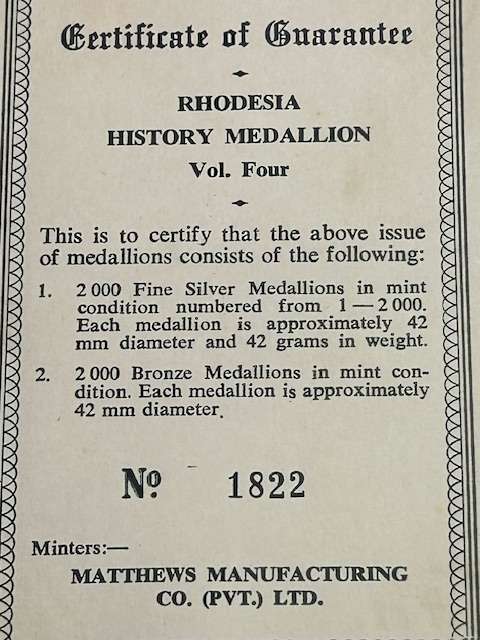 Certificate of Guarantee
RHODESIA
HISTORY MEDALLION
Vol. Four
This is to certify that the above issue
of medallions consists of the following:
1. 2 000 Fine Silver Medallions in mint
condition numbered from 1—2 000.
Each medallion is approximately 42
mm diameter and 42 grams in weight.
2. 2 000 Bronze Medallions in mint con-
dition. Each medallion is approximately
42 mm diameter.
Nº. 1822
Minters:—
MATTHEWS MANUFACTURING
CO. (PVT.) LTD.